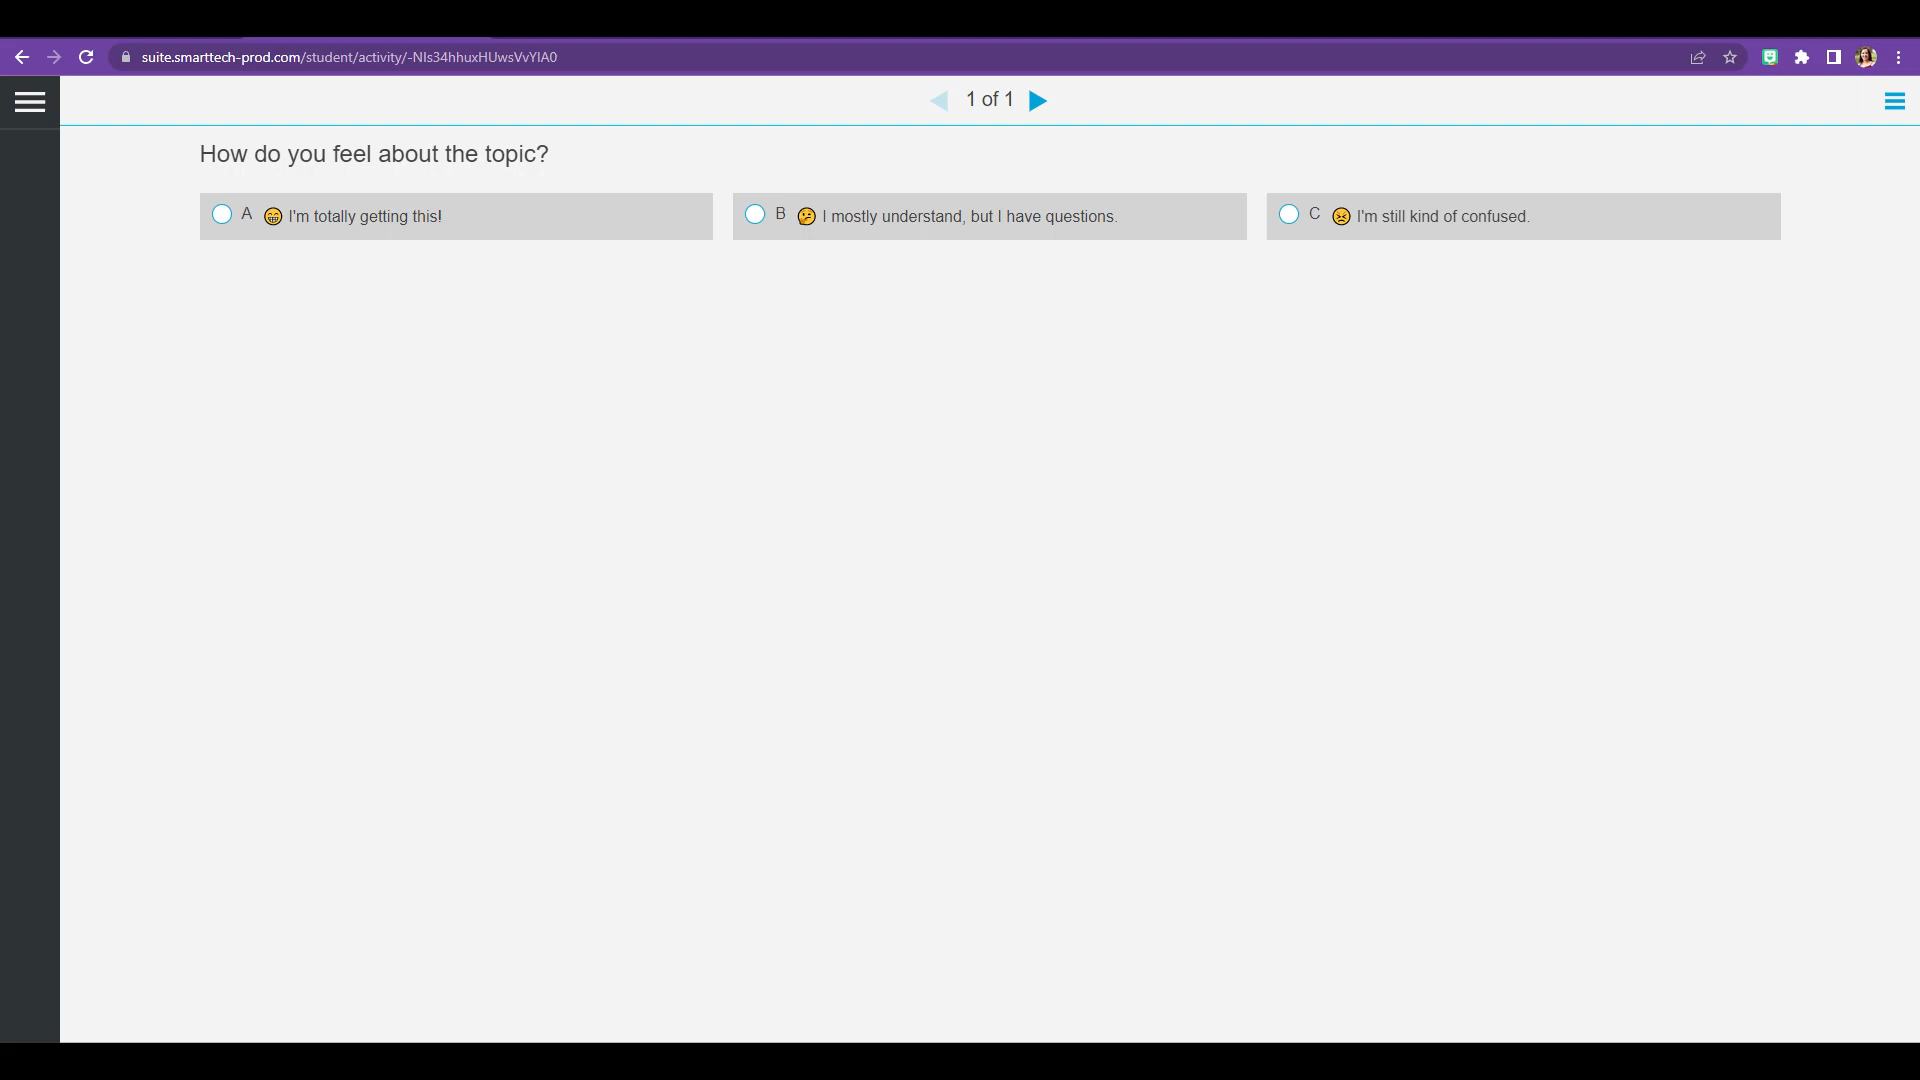 suite.smarttech-prod.com/student/activity/-NIs34hhuxHUwsVvYIA0
1 of 1
How do you feel about the topic?
A 😁 I'm totally getting this!
B 🤔 I mostly understand, but I have questions.
C 😣 I'm still kind of confused.